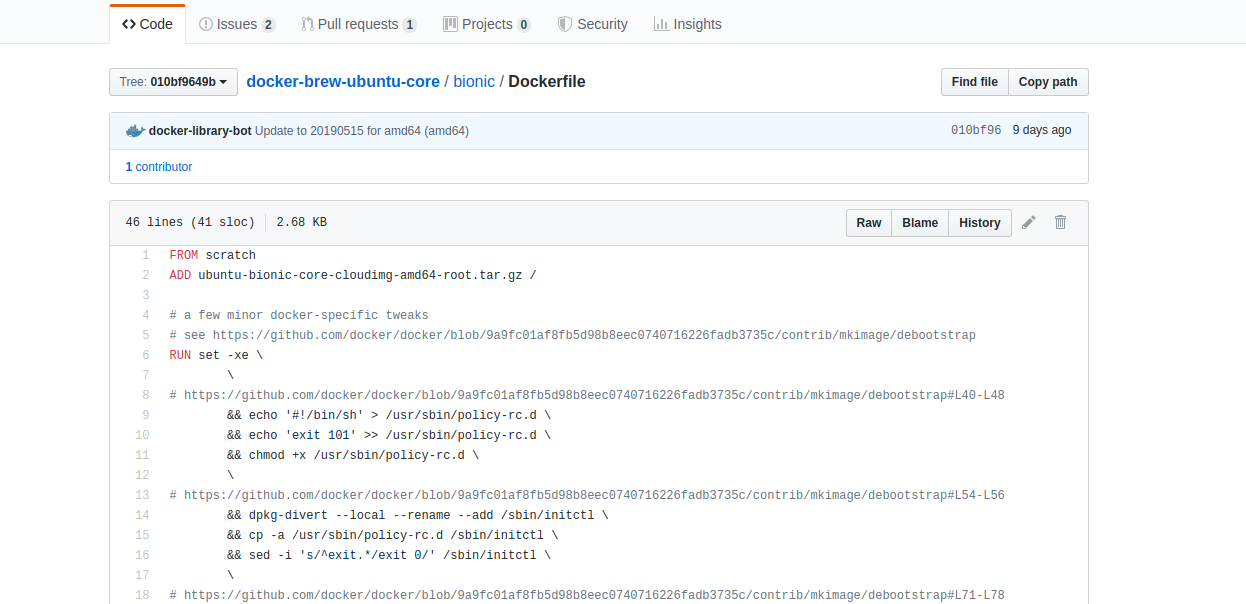 Code Issues 2 Pull requests 1 Projects 0 Security Insights
Tree: 010bf9649b docker-brew-ubuntu-core / bionic / Dockerfile Find file Copy path
docker-library-bot Update to 20190515 for amd64 (amd64) 010bf96 9 days ago
1 contributor
46 lines (41 sloc) 2.68 KB Raw Blame History
1 FROM scratch
2 ADD ubuntu-bionic-core-cloudimg-amd64-root.tar.gz /
3
4 # a few minor docker-specific tweaks
5 # see https://github.com/docker/docker/blob/9a9fc01af8fb5d98b8eec0740716226fadb3735c/contrib/mkimage/debootstrap
6 RUN set -xe \
7 \
8 # https://github.com/docker/docker/blob/9a9fc01af8fb5d98b8eec0740716226fadb3735c/contrib/mkimage/debootstrap#L40-L48
9 && echo '#!/bin/sh' > /usr/sbin/policy-rc.d \
10 && echo 'exit 101' >> /usr/sbin/policy-rc.d \
11 && chmod +x /usr/sbin/policy-rc.d \
12 \
13 # https://github.com/docker/docker/blob/9a9fc01af8fb5d98b8eec0740716226fadb3735c/contrib/mkimage/debootstrap#L54-L56
14 && dpkg-divert --local --rename --add /sbin/initctl \
15 && cp -a /usr/sbin/policy-rc.d /sbin/initctl \
16 && sed -i 's/^exit.*/exit 0/' /sbin/initctl \
17 \
18 # https://github.com/docker/docker/blob/9a9fc01af8fb5d98b8eec0740716226fadb3735c/contrib/mkimage/debootstrap#L71-L78